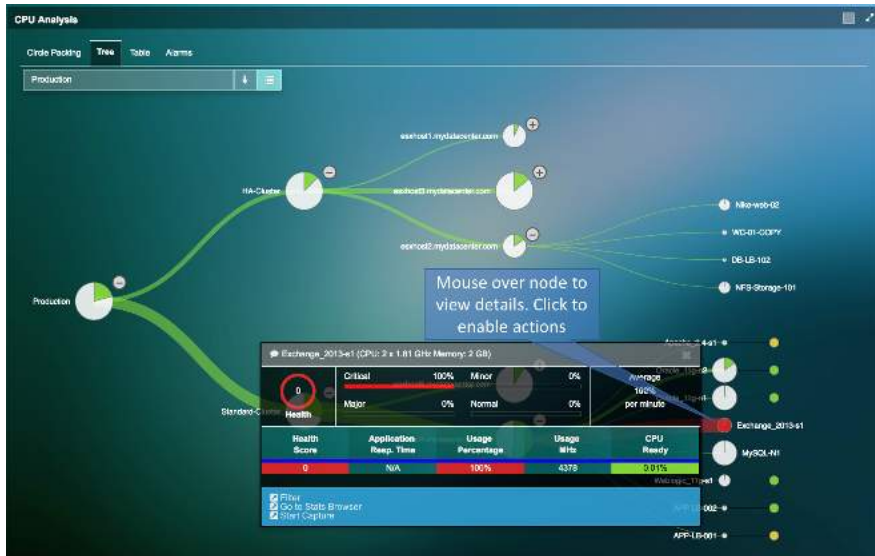 CPU Analysis
Circle Packing Tree Table Alarms
Production
esxhost1.mydatacenter.com
HA-Cluster
esxhost3.mydatacenter.com
Nike-web-02
WC-01-COPY
esxhost2.mydatacenter.com
DB-LB-102
NFS-Storage-101
Production
Mouse over node to
view details. Click to
enable actions
Exchange_2013-s1 (CPU: 2 x 1.81 GHz Memory: 2 GB)
0
Health
Critical 100% Minor 0%
Major 0% Normal 0%
Average
per minute
Standard-Cluster
Exchange_2013-s1
MySQL-N1
Health Score
Application Resp. Time
Usage Percentage
Usage MHz
CPU Ready
0 N/A 100% 4378 0.01%
Filter
Go to Stats Browser
Start Capture
APP-LB-002
APP-LB-001